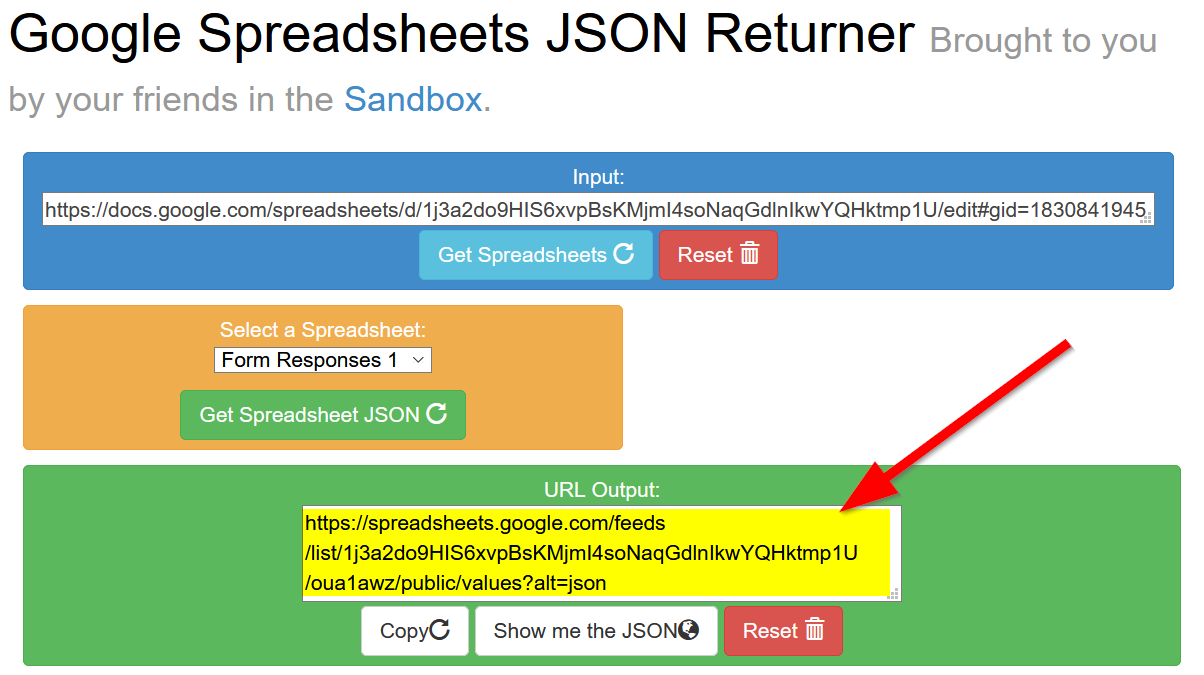 Google Spreadsheets JSON Returner Brought to you
by your friends in the Sandbox.
Input:
https://docs.google.com/spreadsheets/d/1j3a2do9HIS6xvpBsKMjmI4soNaqGdlnIkwYQHktmp1U/edit#gid=1830841945
Get Spreadsheets
Reset
Select a Spreadsheet:
Form Responses 1
Get Spreadsheet JSON
URL Output:
https://spreadsheets.google.com/feeds
/list/1j3a2do9HIS6xvpBsKMjmI4soNaqGdlnIkwYQHktmp1U
/oua1awz/public/values?alt=json
Copy
Show me the JSON
Reset